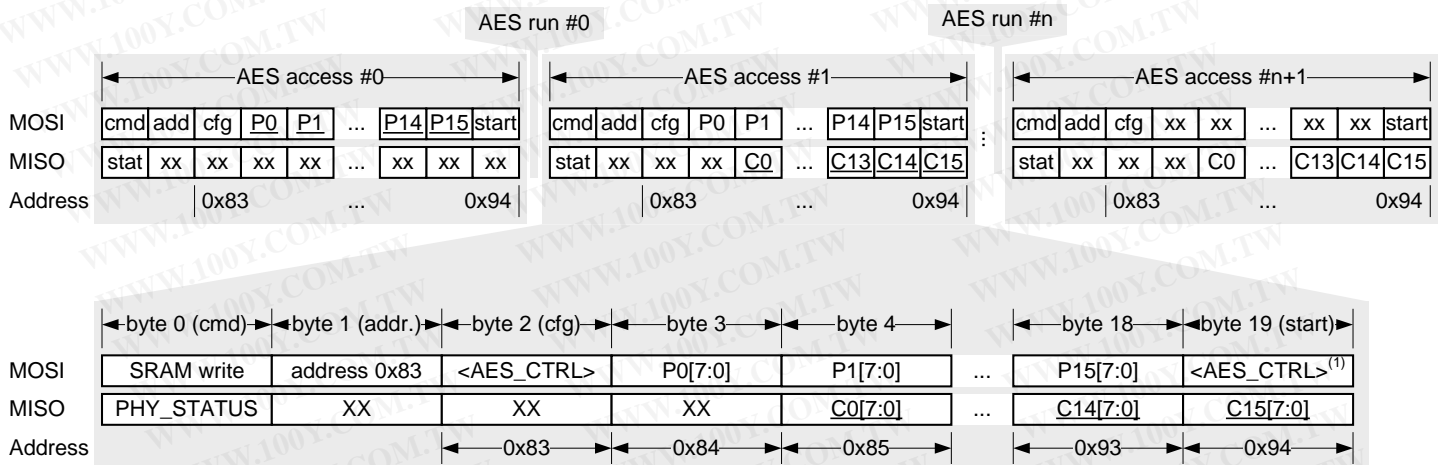 AES run #0 AES run #n
AES access #0 AES access #1 AES access #n+1
MOSI cmd add cfg P0 P1 ... P14 P15 start cmd add cfg P0 P1 ... P14 P15 start ... cmd add cfg xx xx ... xx xx start
MISO stat xx xx xx xx ... xx xx xx stat xx xx xx C0 ... C13 C14 C15 stat xx xx xx C0 ... C13 C14 C15
Address 0x83 ... 0x94 0x83 ... 0x94 0x83 ... 0x94
byte 0 (cmd) byte 1 (addr.) byte 2 (cfg) byte 3 byte 4 byte 18 byte 19 (start)
MOSI SRAM write address 0x83 <AES_CTRL> P0[7:0] P1[7:0] ... P15[7:0] <AES_CTRL>(1)
MISO PHY_STATUS XX XX XX C0[7:0] ... C14[7:0] C15[7:0]
Address 0x83 0x84 0x85 0x93 0x94
WWW.100Y.COM.TW